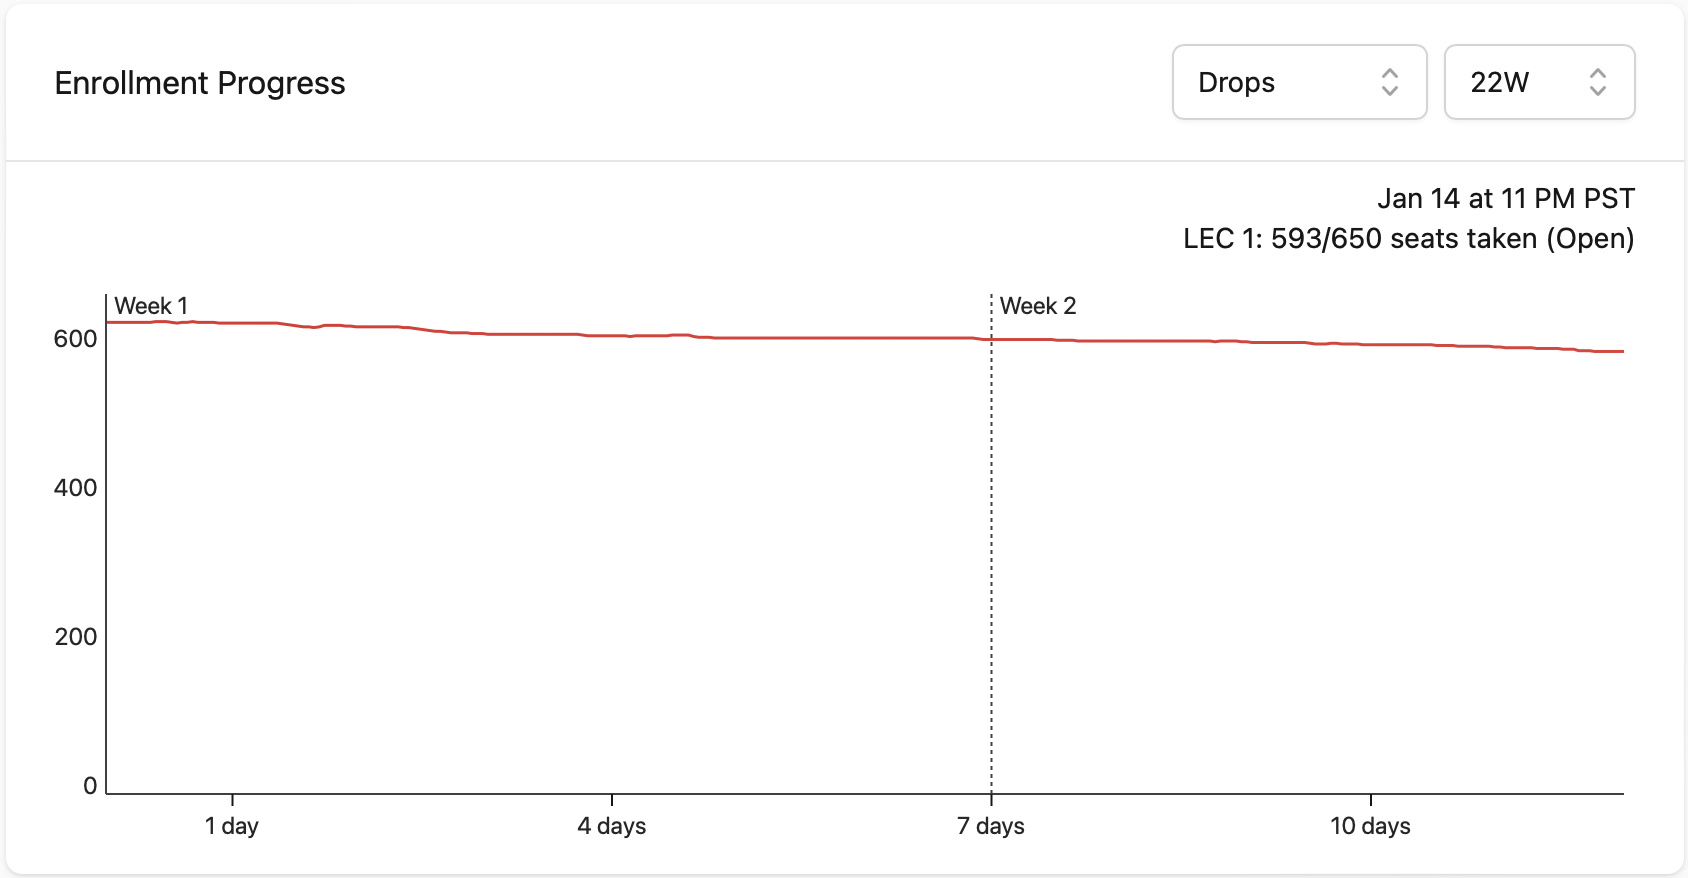 Enrollment Progress
Drops
22W
Jan 14 at 11 PM PST
LEC 1: 593/650 seats taken (Open)
Week 1
Week 2
600
400
200
0
1 day
4 days
7 days
10 days